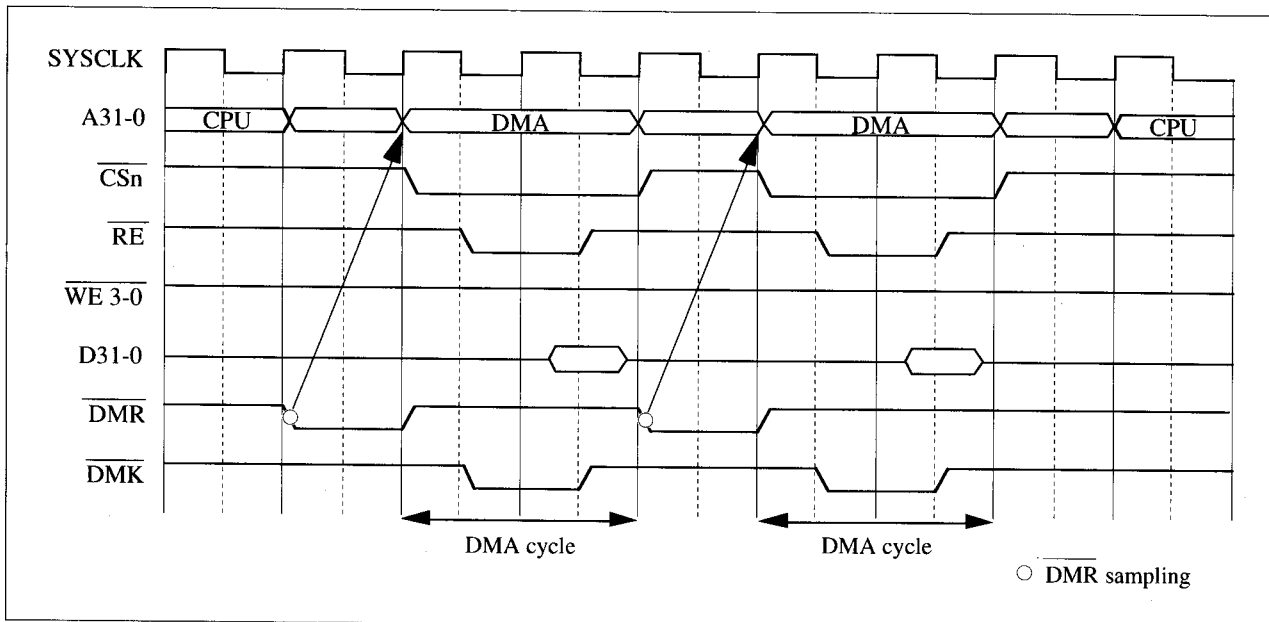 SYSCLK
A31-0 CPU DMA DMA CPU
CSn
RE
WE 3-0
D31-0
DMR
DMK
DMA cycle DMA cycle
DMR sampling